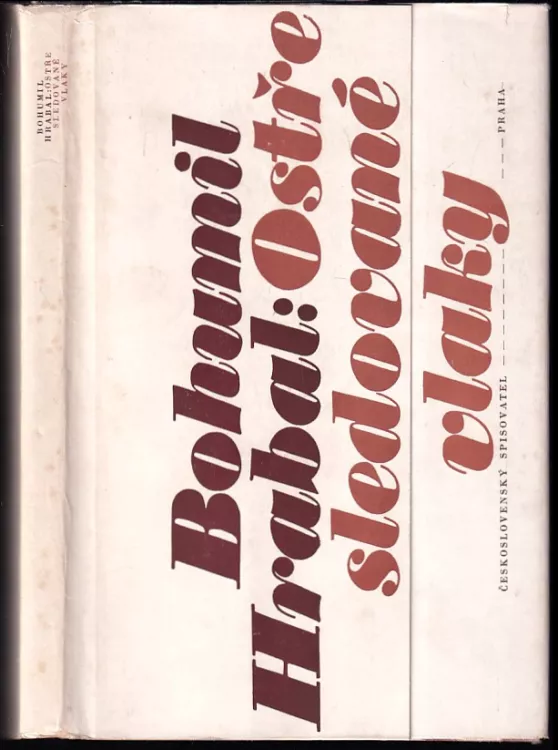 BOHUMIL
HRABAL: OSTŘE
SLEDOVANÉ
VLAKY
Bohumil
Hrabal: Ostře
sledované
vlaky
ČESKOSLOVENSKÝ SPISOVATEL — — — — — — — — PRAHA — — —